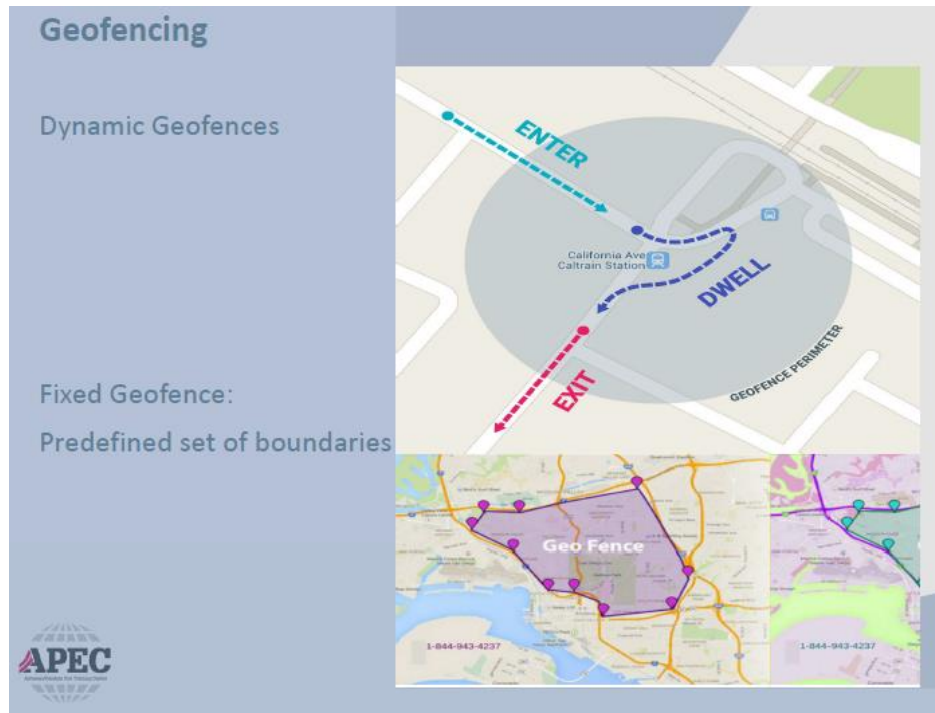 Geofencing
Dynamic Geofences
ENTER
California Ave
Caltrain Station
DWELL
GEOFENCE PERIMETER
EXIT
Fixed Geofence:
Predefined set of boundaries
Geo Fence
1-844-943-4237
1-844-943-4237
APEC